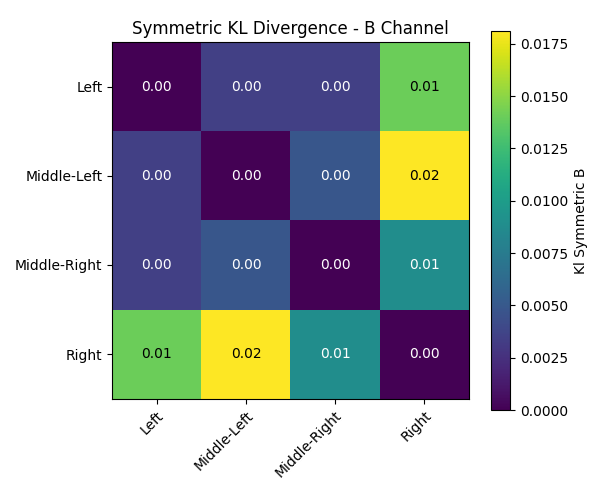 Symmetric KL Divergence - B Channel
Left 0.00 0.00 0.00 0.01
Middle-Left 0.00 0.00 0.00 0.02
Middle-Right 0.00 0.00 0.00 0.01
Right 0.01 0.02 0.01 0.00
Left Middle-Left Middle-Right Right
0.0175
0.0150
0.0125
0.0100
0.0075
0.0050
0.0025
0.0000
Kl Symmetric B